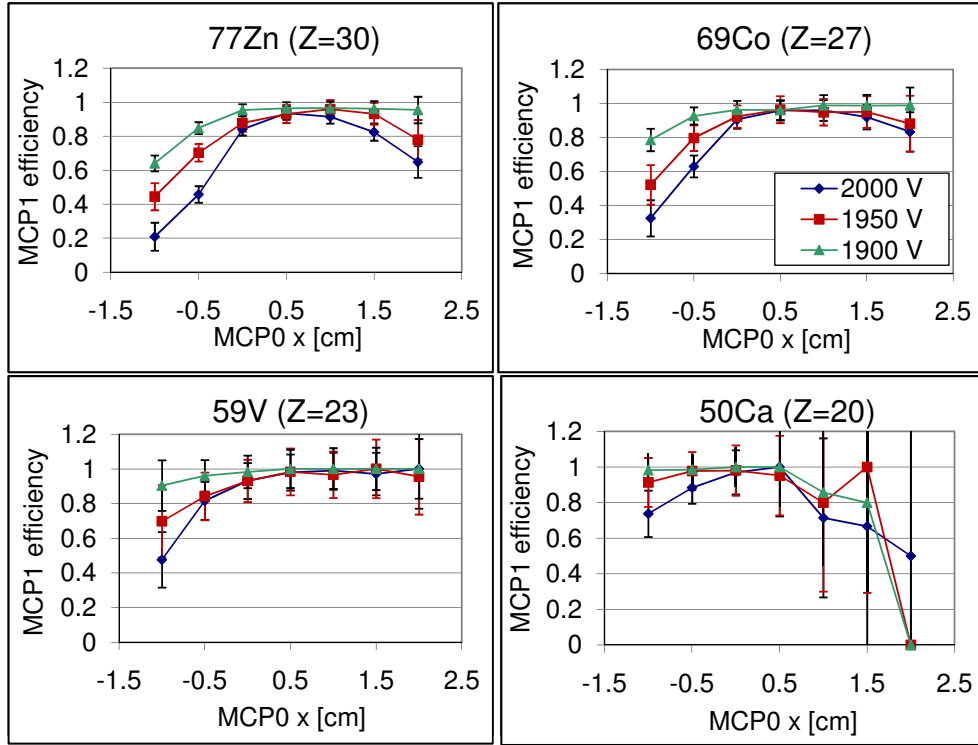 77Zn (Z=30)
MCP1 efficiency
1.2
1
0.8
0.6
0.4
0.2
0
-1.5 -0.5 0.5 1.5 2.5
MCP0 x [cm]
69Co (Z=27)
MCP1 efficiency
1.2
1
0.8
0.6
0.4
0.2
0
2000 V
1950 V
1900 V
-1.5 -0.5 0.5 1.5 2.5
MCP0 x [cm]
59V (Z=23)
MCP1 efficiency
1.2
1
0.8
0.6
0.4
0.2
0
-1.5 -0.5 0.5 1.5 2.5
MCP0 x [cm]
50Ca (Z=20)
MCP1 efficiency
1.2
1
0.8
0.6
0.4
0.2
0
-1.5 -0.5 0.5 1.5 2.5
MCP0 x [cm]